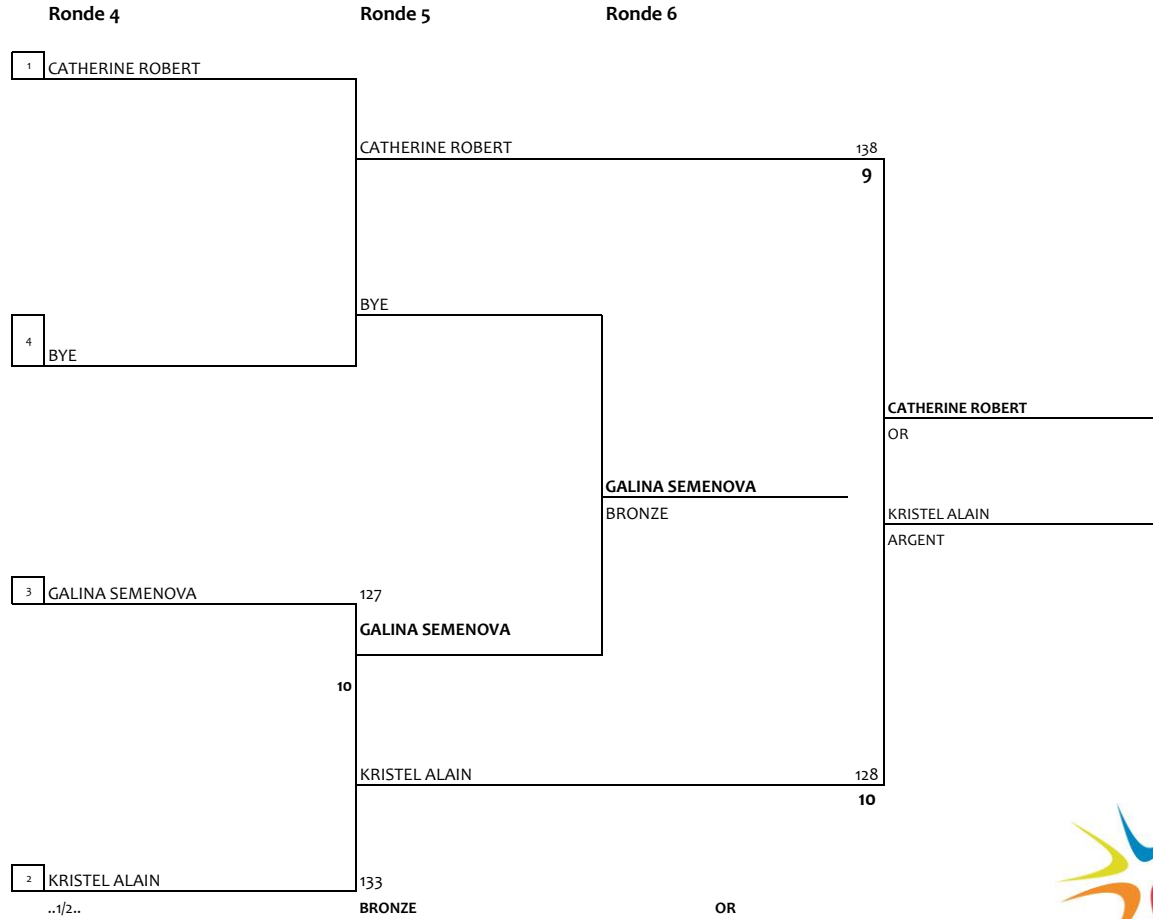 Ronde 4 Ronde 5 Ronde 6
1 CATHERINE ROBERT
CATHERINE ROBERT 138
9
BYE
4 BYE
CATHERINE ROBERT
OR
GALINA SEMENOVA
BRONZE
KRISTEL ALAIN
ARGENT
3 GALINA SEMENOVA 127
GALINA SEMENOVA
10
KRISTEL ALAIN 128
10
2 KRISTEL ALAIN 133
..1/2.. BRONZE OR